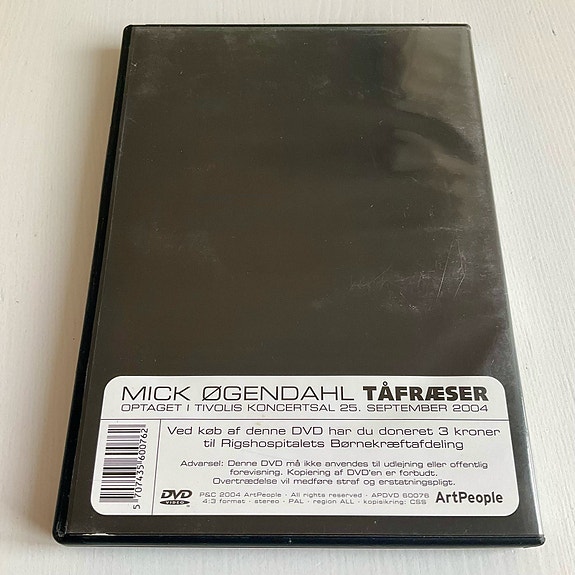 MICK ØGENDAHL TÅFRÆSER
OPTAGET I TIVOLIS KONCERTSAL 25. SEPTEMBER 2004
Ved køb af denne DVD har du doneret 3 kroner
til Rigshospitalets Børnekræftafdeling
Advarsel: Denne DVD må ikke anvendes til udlejning eller offentlig
forevisning. Kopiering af DVD'en er forbudt.
Overtrædelse vil medføre straf og erstatningspligt.
5 707435 600762
DVD VIDEO
P&C 2004 ArtPeople · All rights reserved · APDVD 60076
4:3 format · stereo · PAL · region ALL · kopisikring: CSS
ArtPeople